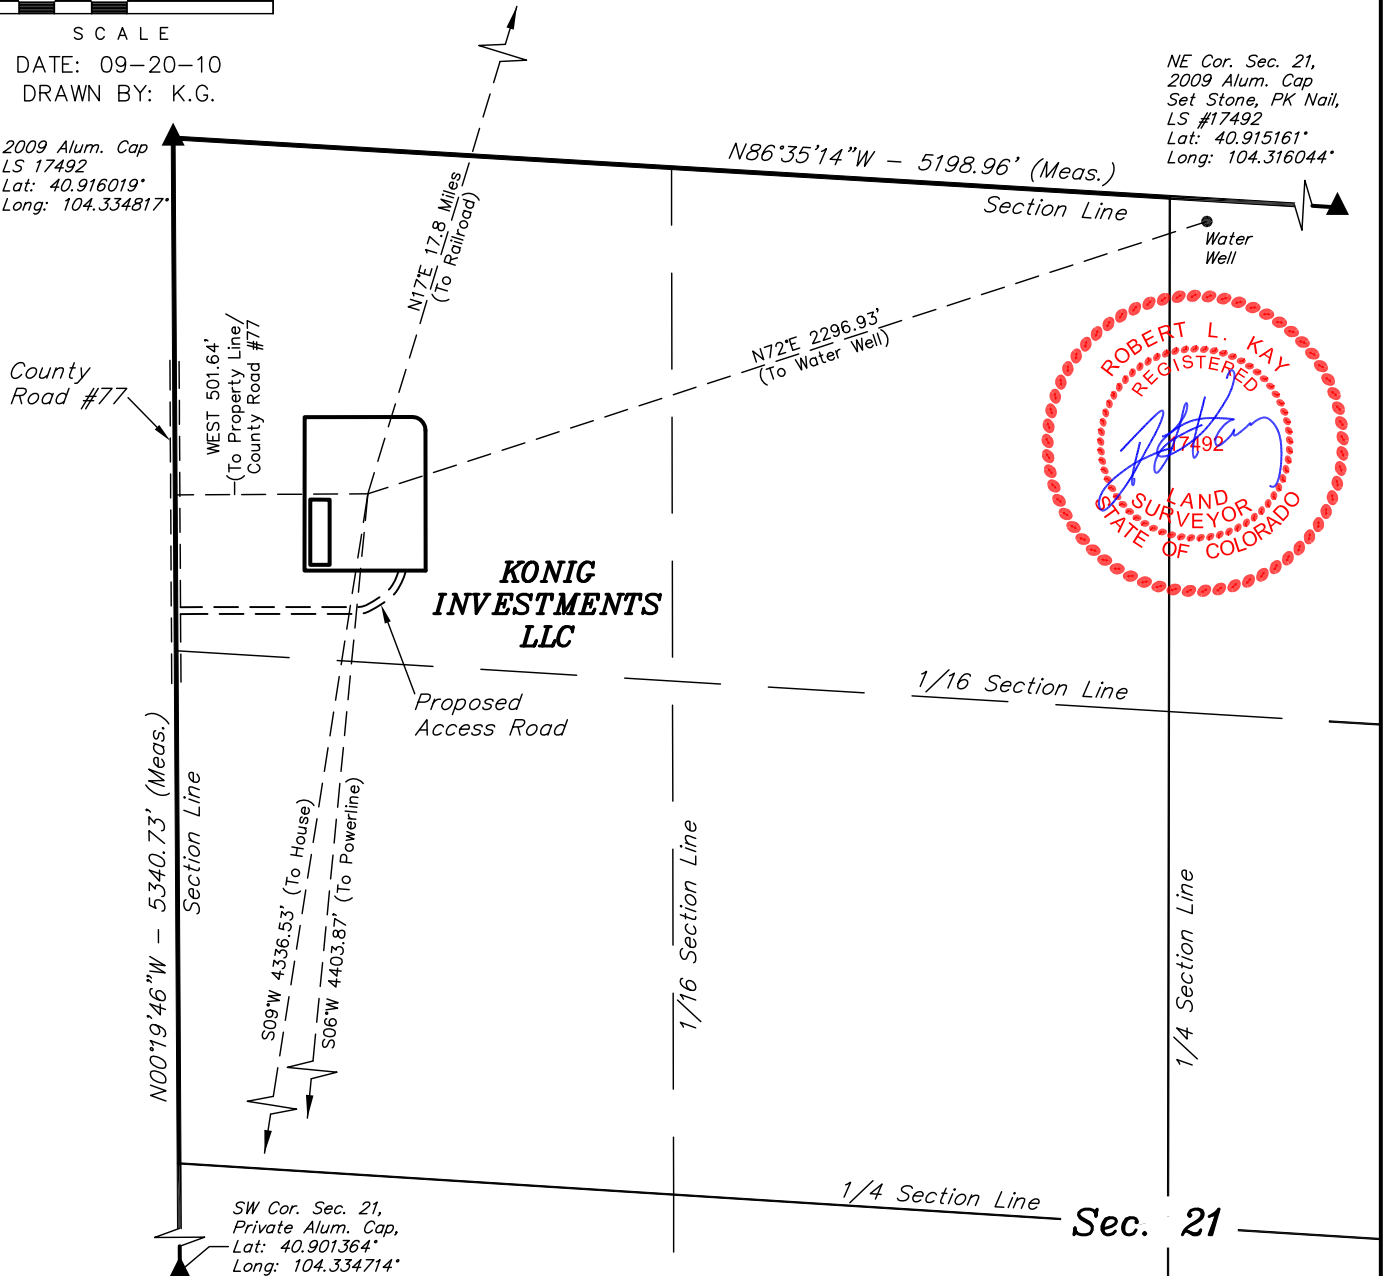 SCALE
DATE: 09-20-10
DRAWN BY: K.G.
2009 Alum. Cap
LS 17492
Lat: 40.916019°
Long: 104.334817°
NE Cor. Sec. 21,
2009 Alum. Cap
Set Stone, PK Nail,
LS #17492
Lat: 40.915161°
Long: 104.316044°
N86°35'14"W - 5198.96' (Meas.)
Section Line
N17°E 17.8 Miles
(To Railroad)
Water
Well
N72°E 2296.93'
(To Water Well)
WEST 501.64'
(To Property Line/
County Road #77
County
Road #77
ROBERT L. KAY
REGISTERED
17492
LAND
SURVEYOR
STATE OF COLORADO
KONIG
INVESTMENTS
LLC
Proposed
Access Road
1/16 Section Line
N00°19'46"W - 5340.73' (Meas.)
Section Line
S09°W 4336.53' (To House)
S06°W 4403.87' (To Powerline)
1/16 Section Line
1/4 Section Line
1/4 Section Line
Sec. 21
SW Cor. Sec. 21,
Private Alum. Cap,
Lat: 40.901364°
Long: 104.334714°